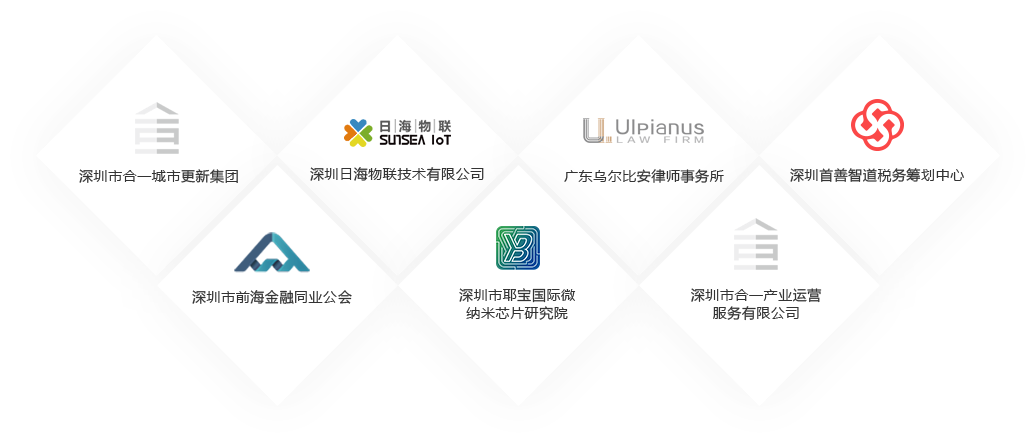 日海物联
SUNSEA IoT
Ulpianus
LAW FIRM
深圳市合一城市更新集团
深圳日海物联技术有限公司
广东乌尔比安律师事务所
深圳首善智道税务筹划中心
深圳市前海金融同业公会
深圳市耶宝国际微
纳米芯片研究院
深圳市合一产业运营
服务有限公司